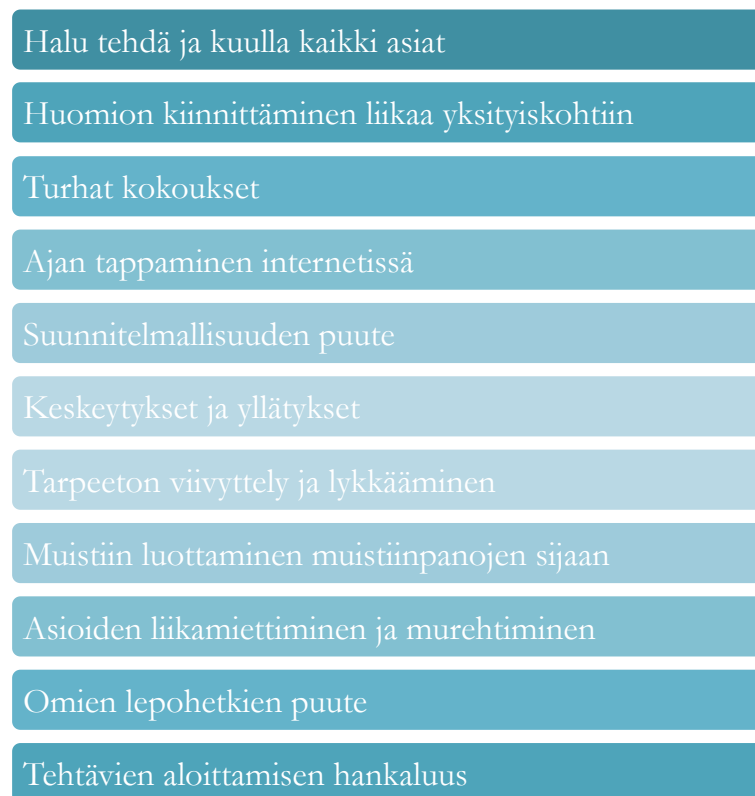 Halu tehdä ja kuulla kaikki asiat
Huomion kiinnittäminen liikaa yksityiskohtiin
Turhat kokoukset
Ajan tappaminen internetissä
Suunnitelmallisuuden puute
Keskeytykset ja yllätykset
Tarpeeton viivyttely ja lykkääminen
Muistiin luottaminen muistiinpanojen sijaan
Asioiden liikamiettiminen ja murehtiminen
Omien lepohetkien puute
Tehtävien aloittamisen hankaluus